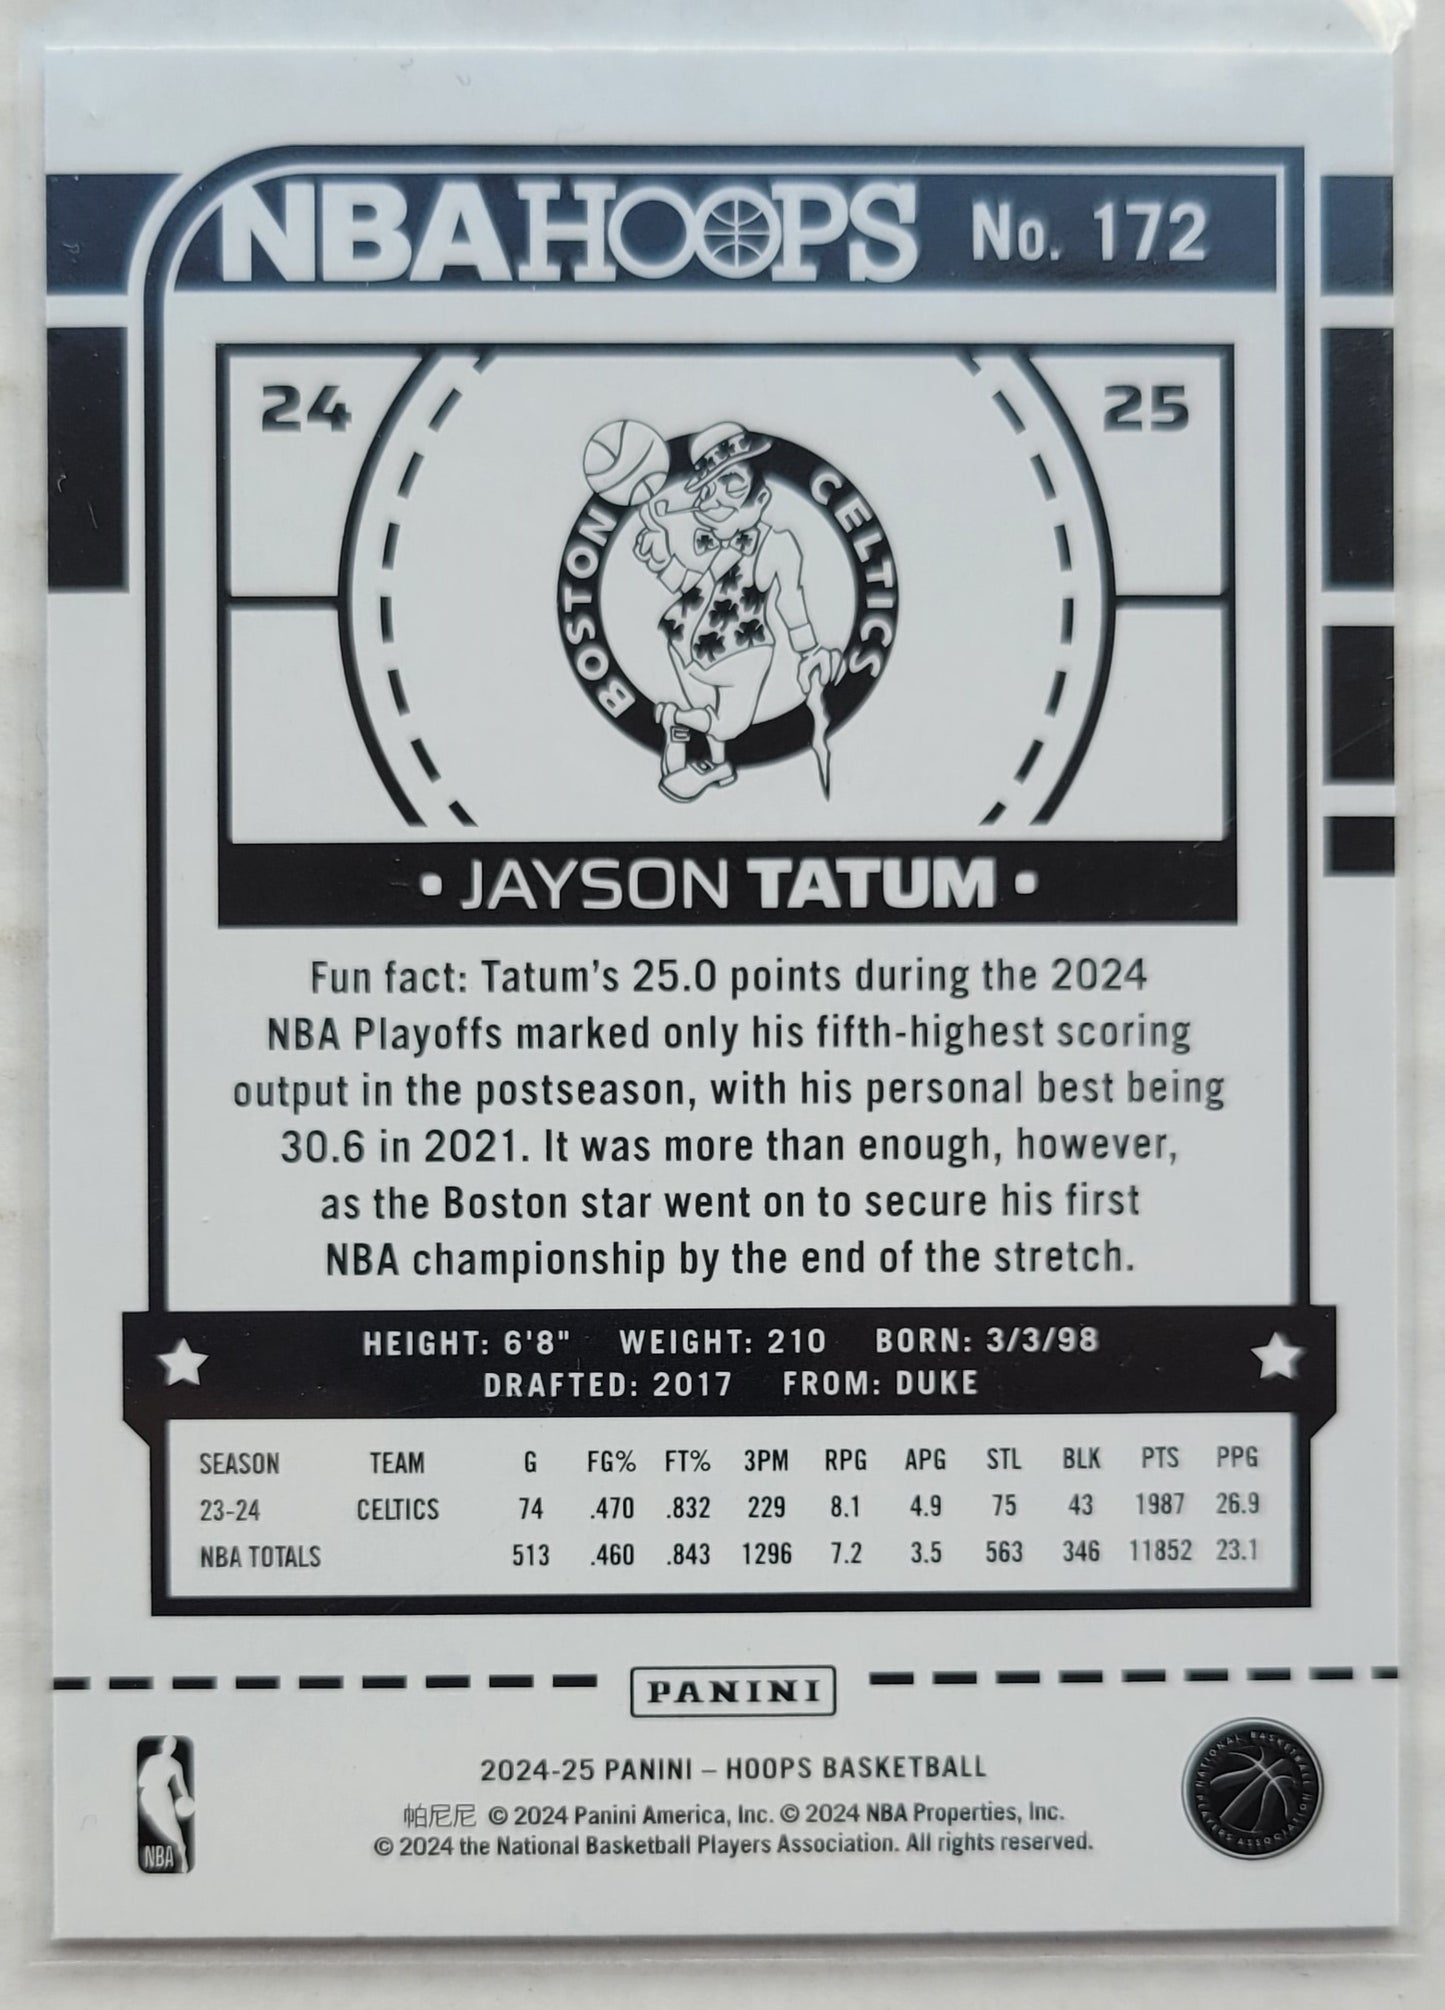 NBA HOOPS No. 172
24 25
BOSTON CELTICS
• JAYSON TATUM •
Fun fact: Tatum's 25.0 points during the 2024
NBA Playoffs marked only his fifth-highest scoring
output in the postseason, with his personal best being
30.6 in 2021. It was more than enough, however,
as the Boston star went on to secure his first
NBA championship by the end of the stretch.
HEIGHT: 6'8" WEIGHT: 210 BORN: 3/3/98
DRAFTED: 2017 FROM: DUKE
SEASON TEAM G FG% FT% 3PM RPG APG STL BLK PTS PPG
23-24 CELTICS 74 .470 .832 229 8.1 4.9 75 43 1987 26.9
NBA TOTALS 513 .460 .843 1296 7.2 3.5 563 346 11852 23.1
PANINI
2024-25 PANINI – HOOPS BASKETBALL
帕尼尼 © 2024 Panini America, Inc. © 2024 NBA Properties, Inc.
© 2024 the National Basketball Players Association. All rights reserved.
NBA
NATIONAL BASKETBALL PLAYERS ASSOCIATION